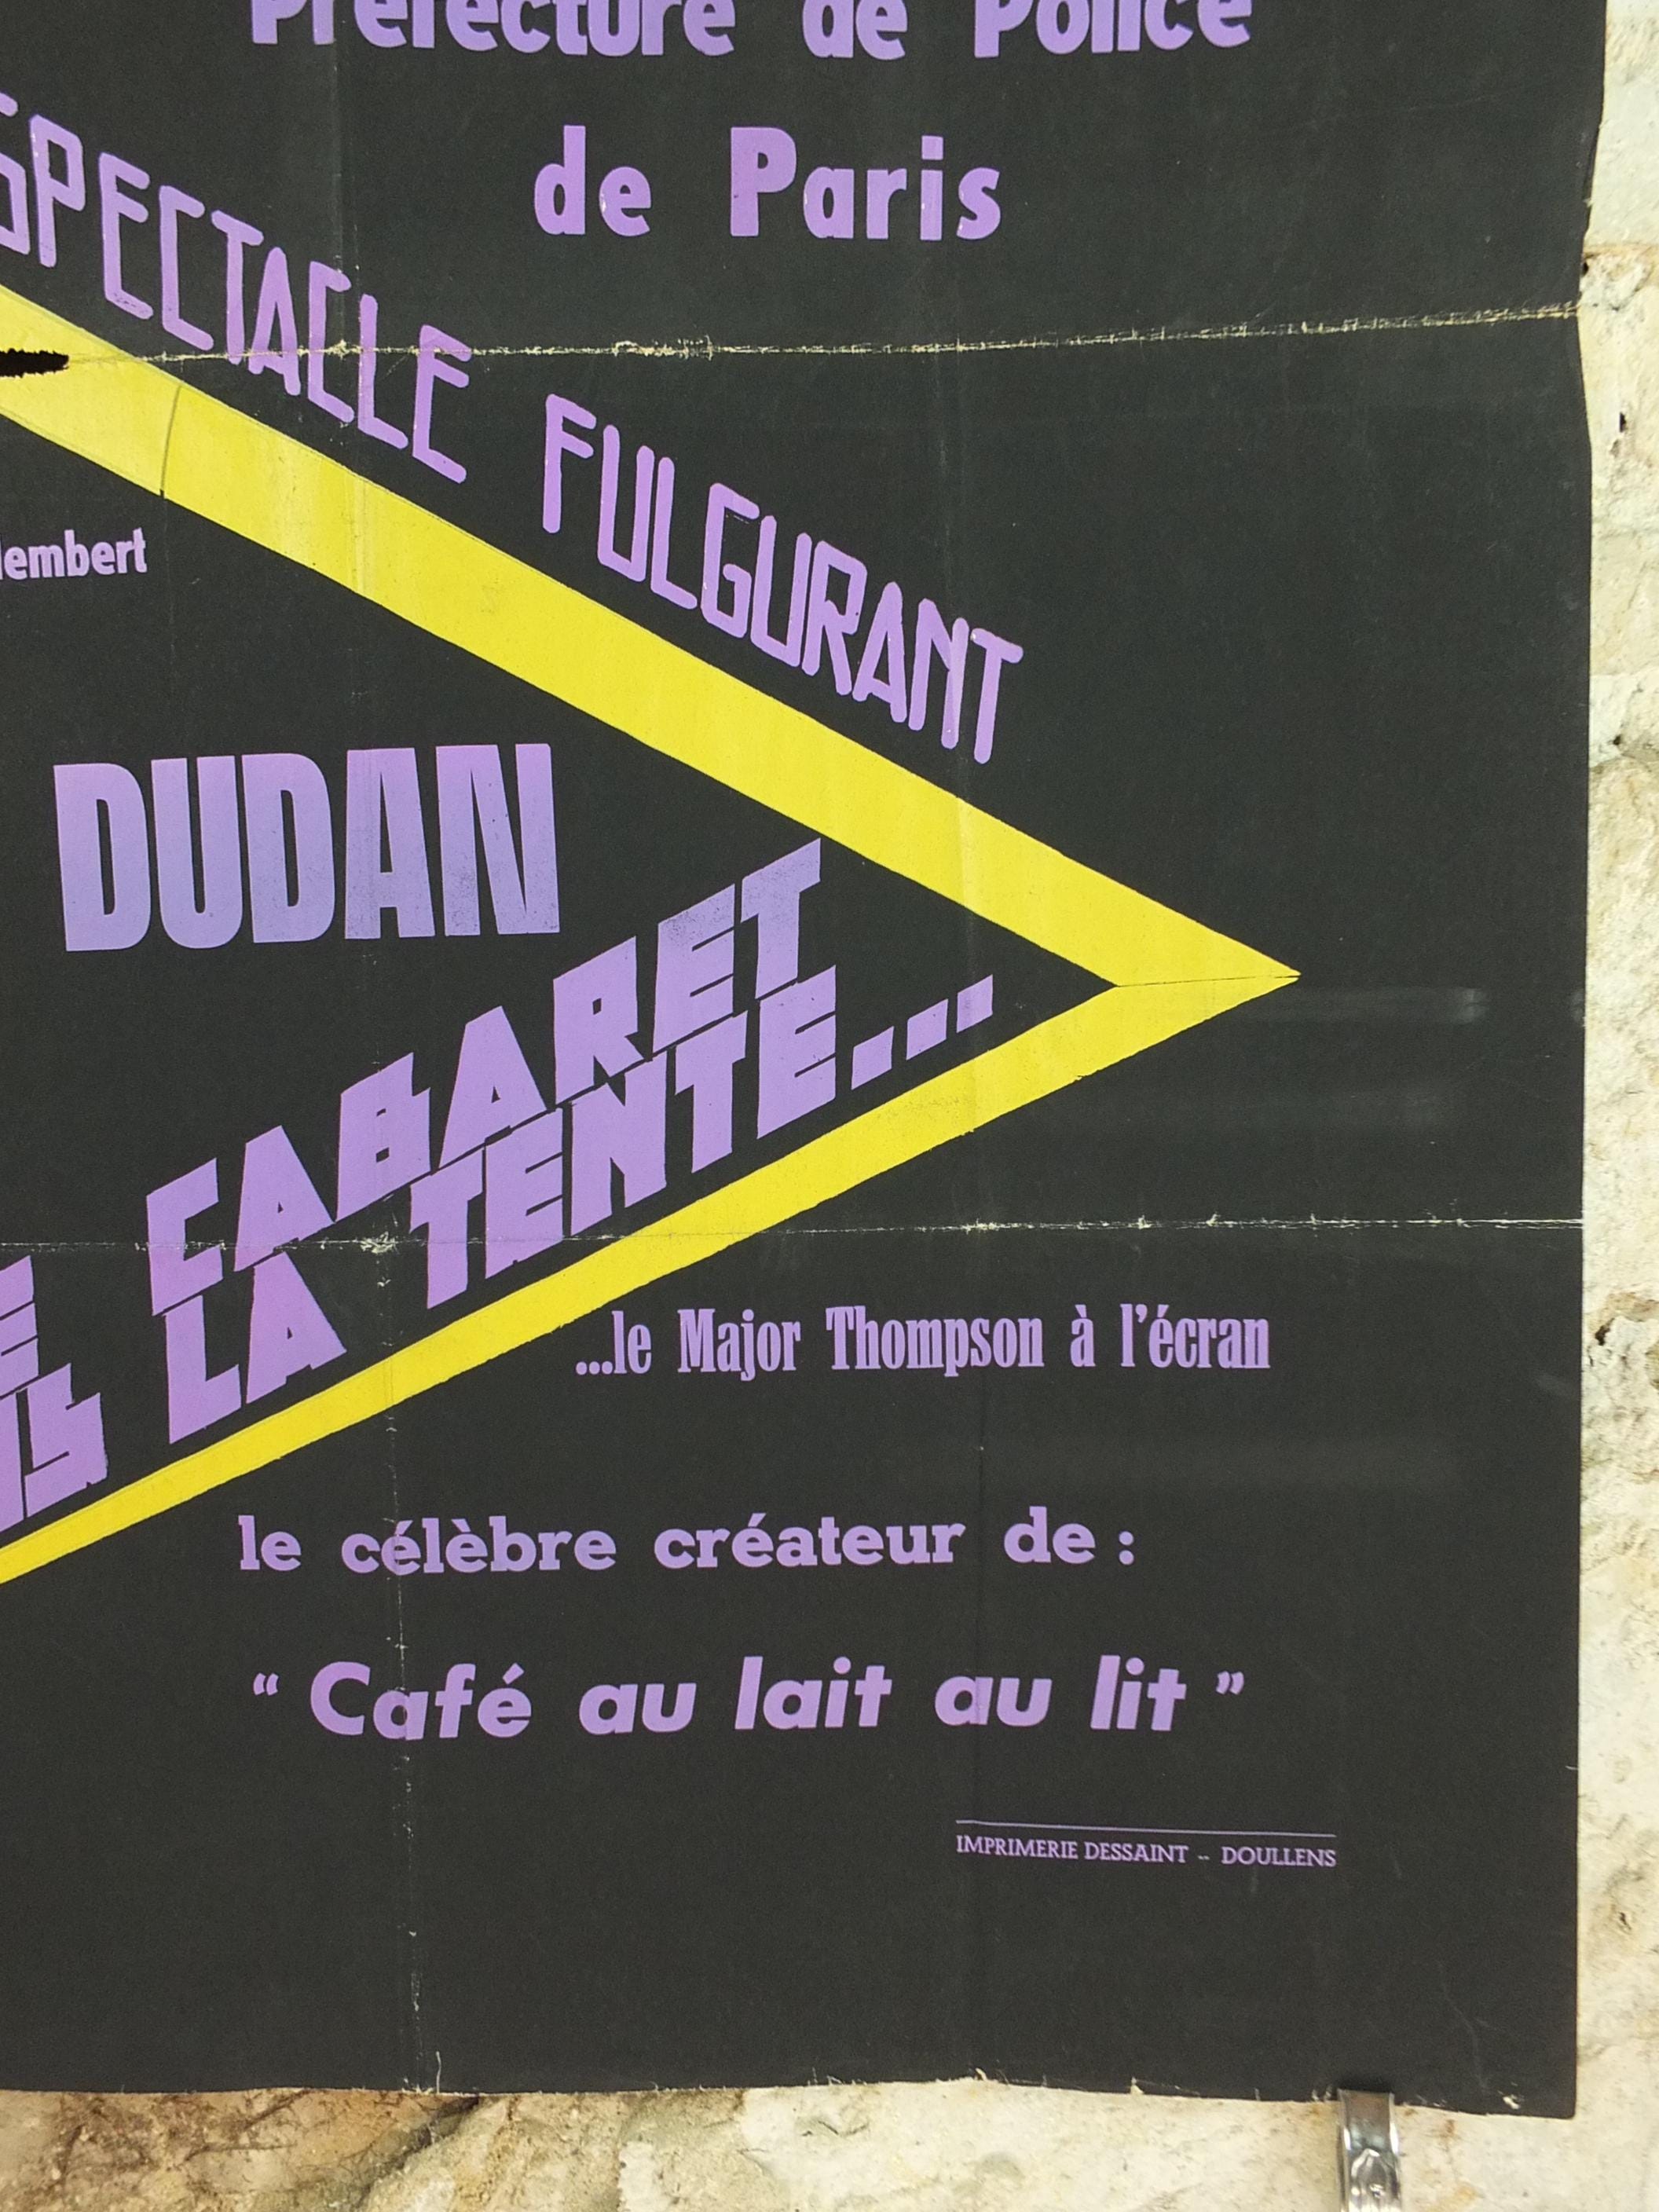 Préfecture de Police
de Paris
SPECTACLE FULGURANT
DUDAN
CABARET
LA TENTE...
...le Major Thompson à l'écran
le célèbre créateur de :
“ Café au lait au lit ”
IMPRIMERIE DESSAINT -- DOULLENS